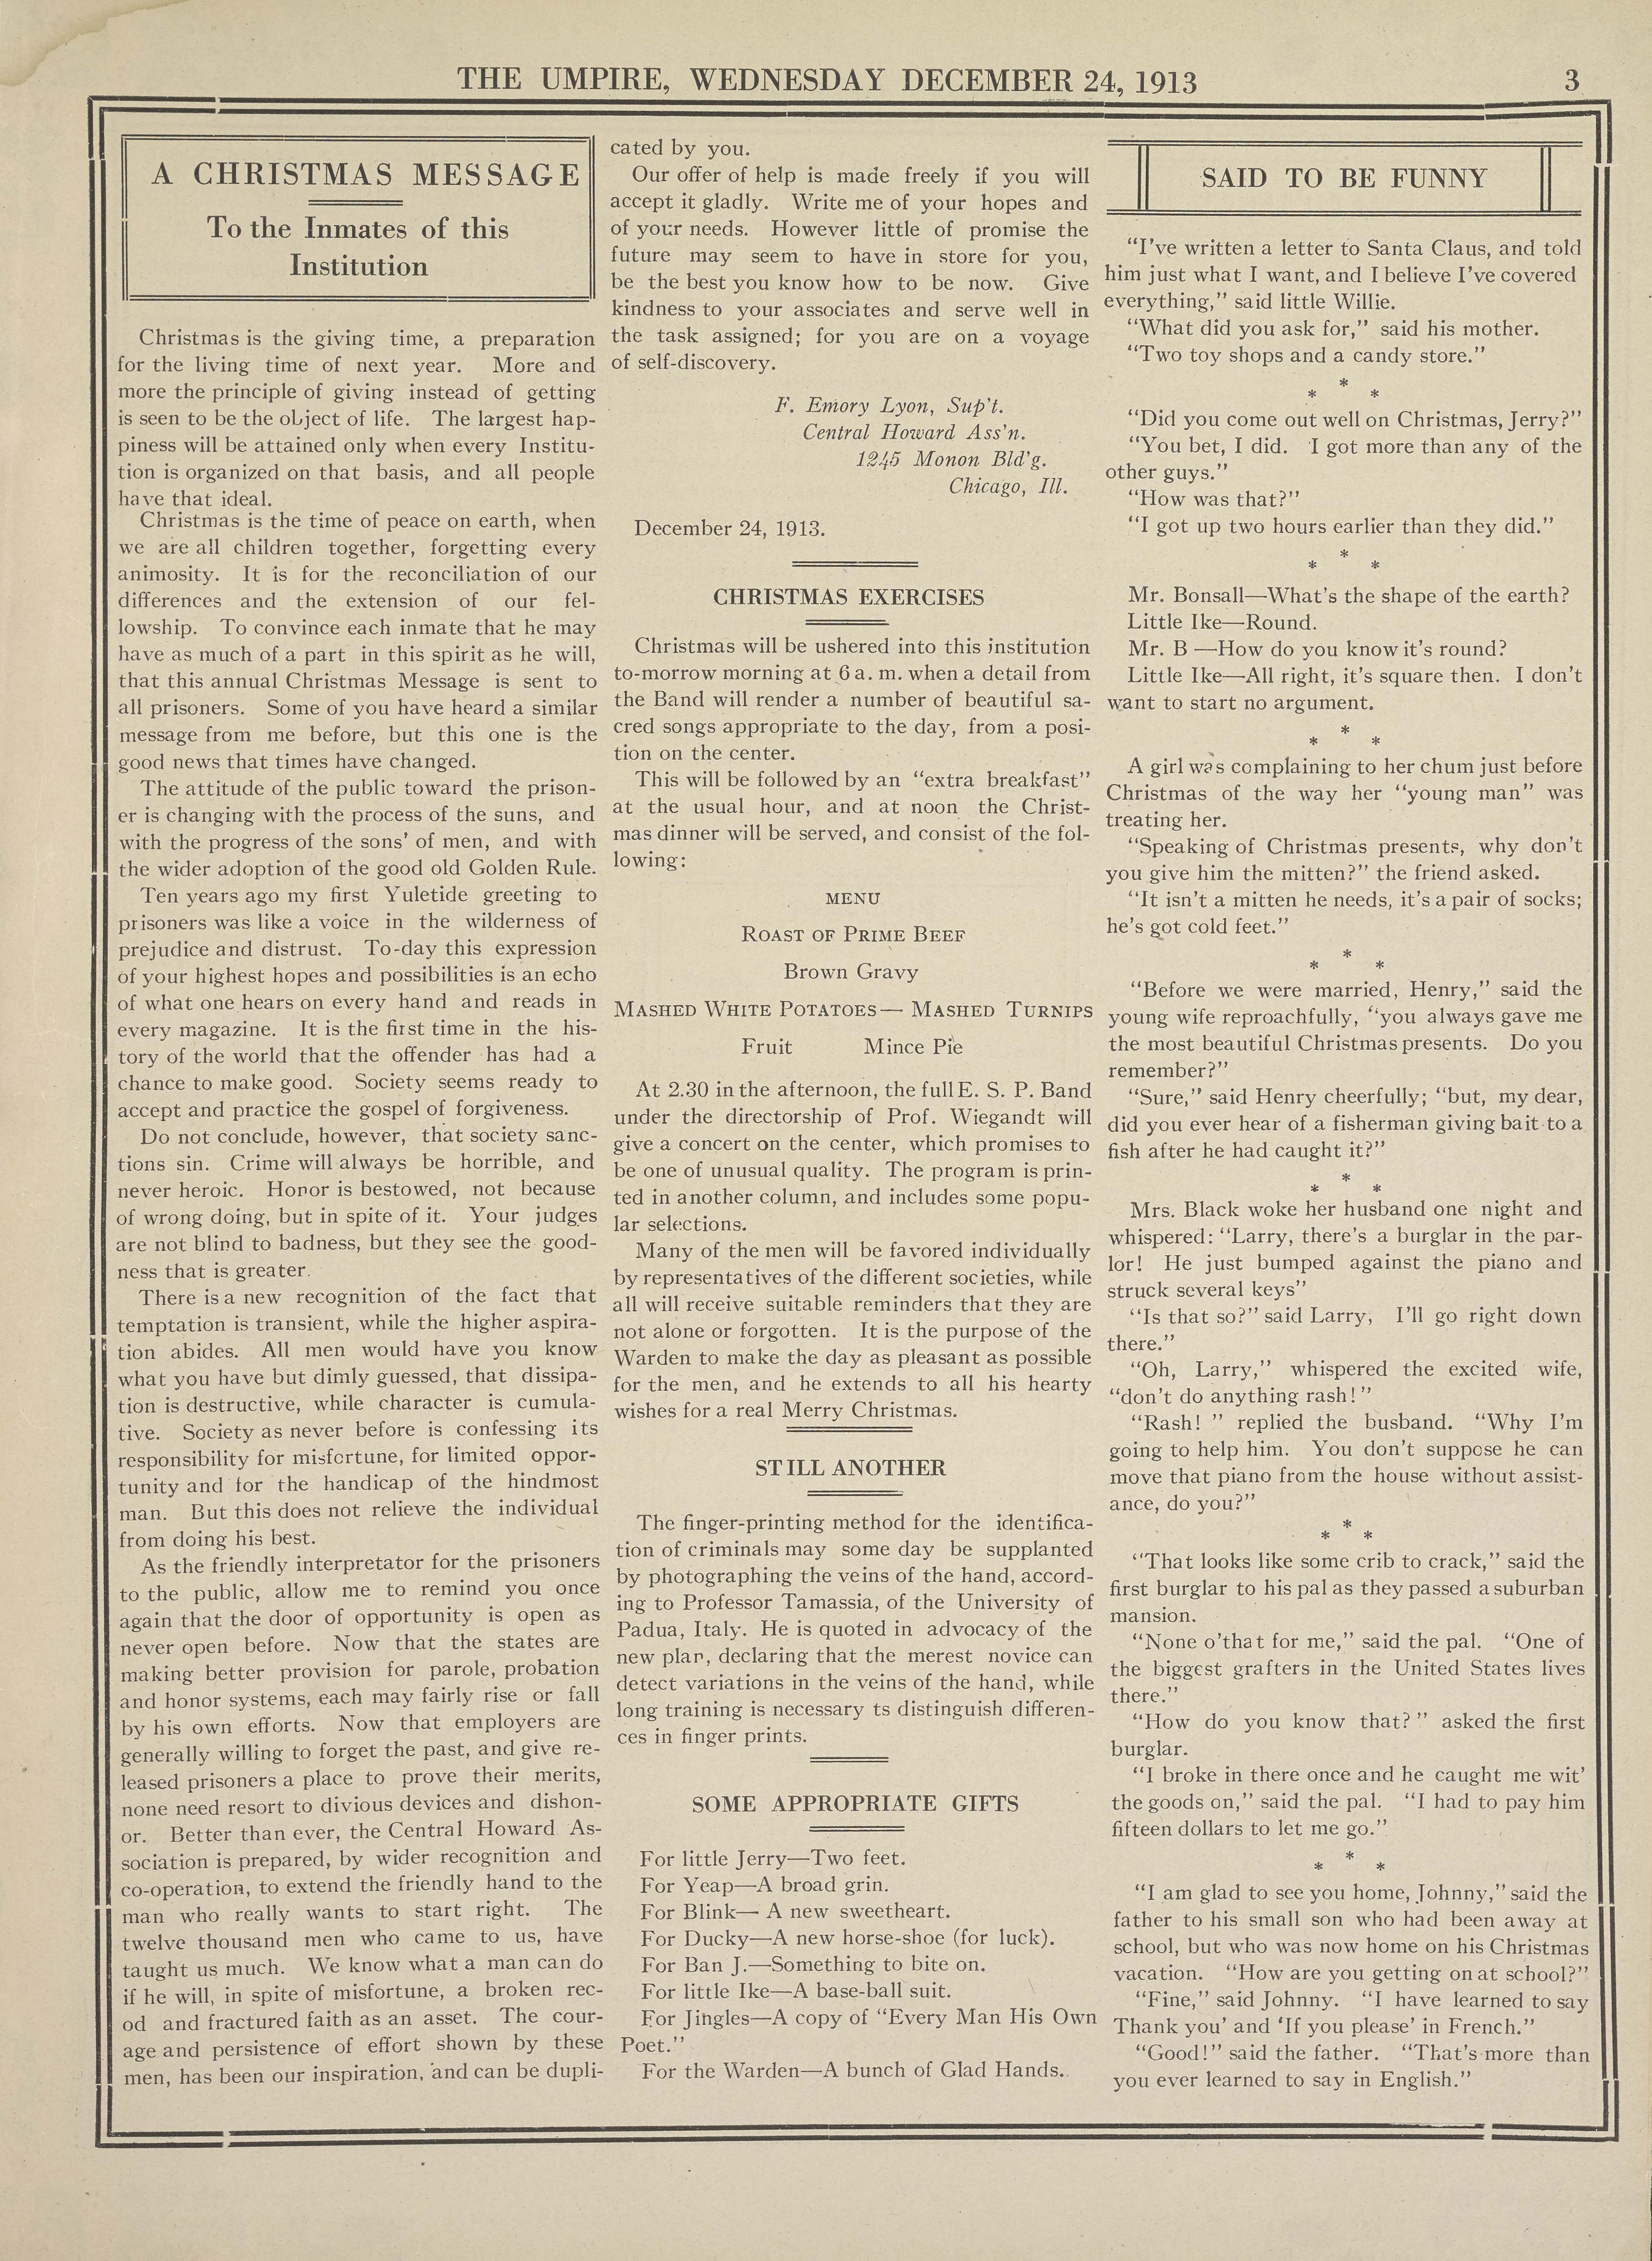 THE UMPIRE, WEDNESDAY DECEMBER 24, 1913
3
A CHRISTMAS MESSAGE
To the Inmates of this
Institution
Christmas is the giving time, a preparation
for the living time of next year. More and
more the principle of giving instead of getting
is seen to be the object of life. The largest hap-
piness will be attained only when every Institu-
tion is organized on that basis, and all people
have that ideal.
Christmas is the time of peace on earth, when
we are all children together, forgetting every
animosity. It is for the reconciliation of our
differences and the extension of our fel-
lowship. To convince each inmate that he may
have as much of a part in this spirit as he will,
that this annual Christmas Message is sent to
all prisoners. Some of you have heard a similar
message from me before, but this one is the
good news that times have changed.
The attitude of the public toward the prison-
er is changing with the process of the suns, and
with the progress of the sons' of men, and with
the wider adoption of the good old Golden Rule.
Ten years ago my first Yuletide greeting to
prisoners was like a voice in the wilderness of
prejudice and distrust. To-day this expression
of your highest hopes and possibilities is an echo
of what one hears on every hand and reads in
every magazine. It is the first time in the his-
tory of the world that the offender has had a
chance to make good. Society seems ready to
accept and practice the gospel of forgiveness.
Do not conclude, however, that society sanc-
tions sin. Crime will always be horrible, and
never heroic. Honor is bestowed, not because
of wrong doing, but in spite of it. Your judges
are not blind to badness, but they see the good-
ness that is greater.
There is a new recognition of the fact that
temptation is transient, while the higher aspira-
tion abides. All men would have you know
what you have but dimly guessed, that dissipa-
tion is destructive, while character is cumula-
tive. Society as never before is confessing its
responsibility for misfortune, for limited oppor-
tunity and for the handicap of the hindmost
man. But this does not relieve the individual
from doing his best.
As the friendly interpretator for the prisoners
to the public, allow me to remind you once
again that the door of opportunity is open as
never open before. Now that the states are
making better provision for parole, probation
and honor systems, each may fairly rise or fall
by his own efforts. Now that employers are
generally willing to forget the past, and give re-
leased prisoners a place to prove their merits,
none need resort to divious devices and dishon-
or. Better than ever, the Central Howard As-
sociation is prepared, by wider recognition and
co-operation, to extend the friendly hand to the
man who really wants to start right. The
twelve thousand men who came to us, have
taught us much. We know what a man can do
if he will, in spite of misfortune, a broken rec-
od and fractured faith as an asset. The cour-
age and persistence of effort shown by these
men, has been our inspiration, and can be dupli-
cated by you.
Our offer of help is made freely if you will
accept it gladly. Write me of your hopes and
of your needs. However little of promise the
future may seem to have in store for you,
be the best you know how to be now. Give
kindness to your associates and serve well in
the task assigned; for you are on a voyage
of self-discovery.
F. Emory Lyon, Sup't.
Central Howard Ass'n.
1245 Monon Bld'g.
Chicago, Ill.
December 24, 1913.
CHRISTMAS EXERCISES
Christmas will be ushered into this institution
to-morrow morning at 6 a. m. when a detail from
the Band will render a number of beautiful sa-
cred songs appropriate to the day, from a posi-
tion on the center.
This will be followed by an "extra breakfast"
at the usual hour, and at noon the Christ-
mas dinner will be served, and consist of the fol-
lowing:
MENU
ROAST OF PRIME BEEF
Brown Gravy
MASHED WHITE POTATOES— MASHED TURNIPS
Fruit Mince Pie
At 2.30 in the afternoon, the full E. S. P. Band
under the directorship of Prof. Wiegandt will
give a concert on the center, which promises to
be one of unusual quality. The program is prin-
ted in another column, and includes some popu-
lar selections.
Many of the men will be favored individually
by representatives of the different societies, while
all will receive suitable reminders that they are
not alone or forgotten. It is the purpose of the
Warden to make the day as pleasant as possible
for the men, and he extends to all his hearty
wishes for a real Merry Christmas.
STILL ANOTHER
The finger-printing method for the identifica-
tion of criminals may some day be supplanted
by photographing the veins of the hand, accord-
ing to Professor Tamassia, of the University of
Padua, Italy. He is quoted in advocacy of the
new plan, declaring that the merest novice can
detect variations in the veins of the hand, while
long training is necessary ts distinguish differen-
ces in finger prints.
SOME APPROPRIATE GIFTS
For little Jerry—Two feet.
For Yeap—A broad grin.
For Blink— A new sweetheart.
For Ducky—A new horse-shoe (for luck).
For Ban J.—Something to bite on.
For little Ike—A base-ball suit.
For Jingles—A copy of "Every Man His Own
Poet."
For the Warden—A bunch of Glad Hands.
SAID TO BE FUNNY
"I've written a letter to Santa Claus, and told
him just what I want, and I believe I've covered
everything," said little Willie.
"What did you ask for," said his mother.
"Two toy shops and a candy store."
*
* *
"Did you come out well on Christmas, Jerry?"
"You bet, I did. I got more than any of the
other guys."
"How was that?"
"I got up two hours earlier than they did."
*
* *
Mr. Bonsall—What's the shape of the earth?
Little Ike—Round.
Mr. B —How do you know it's round?
Little Ike—All right, it's square then. I don't
want to start no argument.
*
* *
A girl was complaining to her chum just before
Christmas of the way her "young man" was
treating her.
"Speaking of Christmas presents, why don't
you give him the mitten?" the friend asked.
"It isn't a mitten he needs, it's a pair of socks;
he's got cold feet."
*
* *
"Before we were married, Henry," said the
young wife reproachfully, "you always gave me
the most beautiful Christmas presents. Do you
remember?"
"Sure," said Henry cheerfully; "but, my dear,
did you ever hear of a fisherman giving bait to a
fish after he had caught it?"
*
* *
Mrs. Black woke her husband one night and
whispered: "Larry, there's a burglar in the par-
lor! He just bumped against the piano and
struck several keys"
"Is that so?" said Larry, I'll go right down
there."
"Oh, Larry," whispered the excited wife,
"don't do anything rash!"
"Rash! " replied the busband. "Why I'm
going to help him. You don't suppose he can
move that piano from the house without assist-
ance, do you?"
*
* *
"That looks like some crib to crack," said the
first burglar to his pal as they passed a suburban
mansion.
"None o'that for me," said the pal. "One of
the biggest grafters in the United States lives
there."
"How do you know that?" asked the first
burglar.
"I broke in there once and he caught me wit'
the goods on," said the pal. "I had to pay him
fifteen dollars to let me go."
*
* *
"I am glad to see you home, Johnny," said the
father to his small son who had been away at
school, but who was now home on his Christmas
vacation. "How are you getting on at school?"
"Fine," said Johnny. "I have learned to say
Thank you' and 'If you please' in French."
"Good!" said the father. "That's more than
you ever learned to say in English."